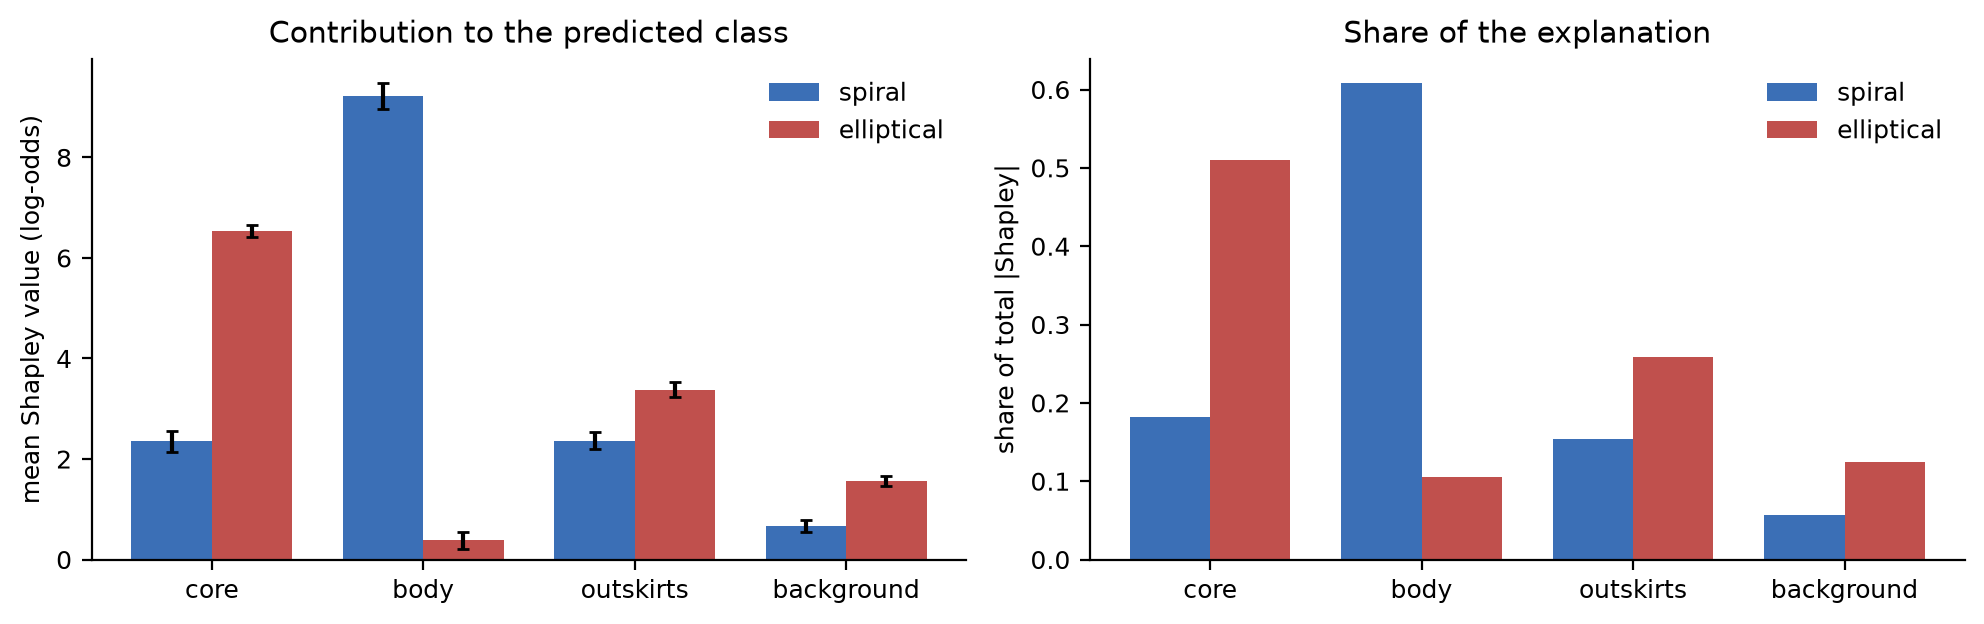 Contribution to the predicted class
mean Shapley value (log-odds)
8
6
4
2
0
spiral
elliptical
core
body
outskirts
background
Share of the explanation
share of total |Shapley|
0.6
0.5
0.4
0.3
0.2
0.1
0.0
spiral
elliptical
core
body
outskirts
background